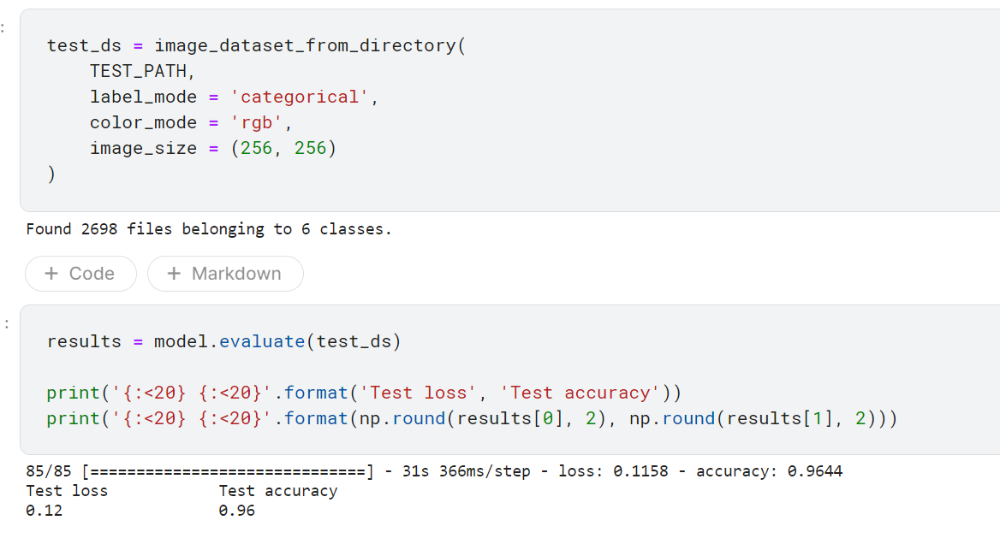 test_ds = image_dataset_from_directory(
    TEST_PATH,
    label_mode = 'categorical',
    color_mode = 'rgb',
    image_size = (256, 256)
)
Found 2698 files belonging to 6 classes.
+ Code + Markdown
results = model.evaluate(test_ds)
print('{:<20} {:<20}'.format('Test loss', 'Test accuracy'))
print('{:<20} {:<20}'.format(np.round(results[0], 2), np.round(results[1], 2)))
85/85 [==============================] - 31s 366ms/step - loss: 0.1158 - accuracy: 0.9644
Test loss            Test accuracy
0.12                 0.96